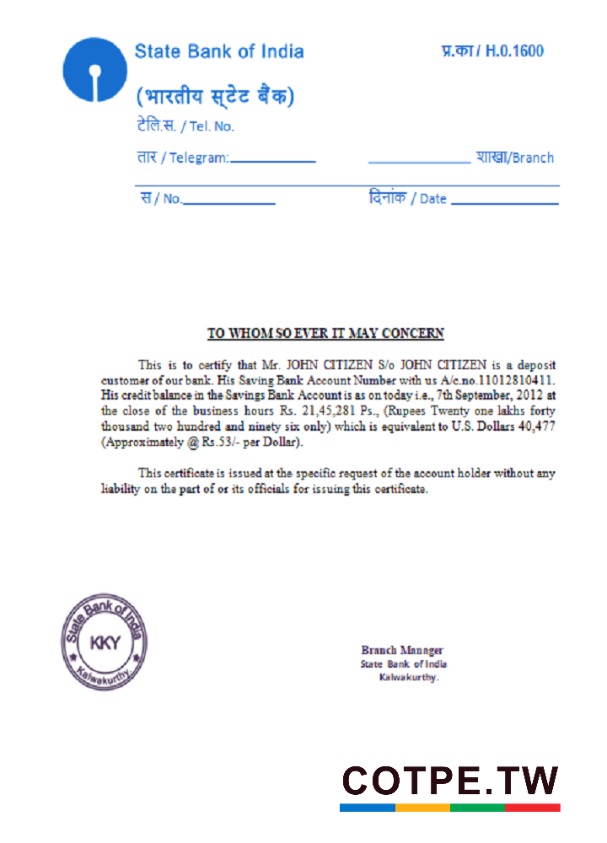 State Bank of India
प्र.का / H.0.1600
(भारतीय स्‌टेट बैंक)
टेलि.स. / Tel. No.
तार / Telegram:______________ ________________ शाखा/Branch
स / No.______________ दिनांक / Date ________________
TO WHOM SO EVER IT MAY CONCERN
This is to certify that Mr. JOHN CITIZEN S/o JOHN CITIZEN is a deposit
customer of our bank. His Saving Bank Account Number with us A/c.no.11012810411.
His credit balance in the Savings Bank Account is as on today i.e., 7th September, 2012 at
the close of the business hours Rs. 21,45,281 Ps., (Rupees Twenty one lakhs forty
thousand two hundred and ninety six only) which is equivalent to U.S. Dollars 40,477
(Approximately @ Rs.53/- per Dollar).
This certificate is issued at the specific request of the account holder without any
liability on the part of or its officials for issuing this certificate.
State Bank of India
KKY
Kalwakurthy.
Branch Manager
State Bank of India
Kalwakurthy.
COTPE.TW